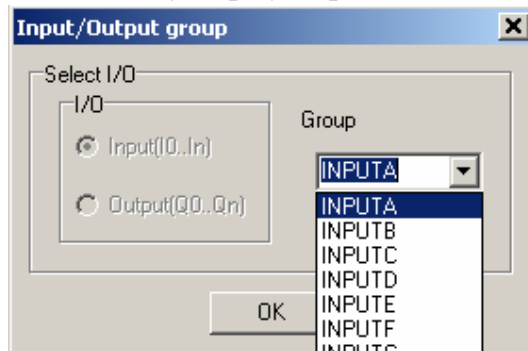 Input/Output group
Select I/O
I/O
Group
Input(I0..In)
INPUTA
Output(Q0..Qn)
INPUTA
INPUTB
INPUTC
INPUTD
INPUTE
OK
INPUTF